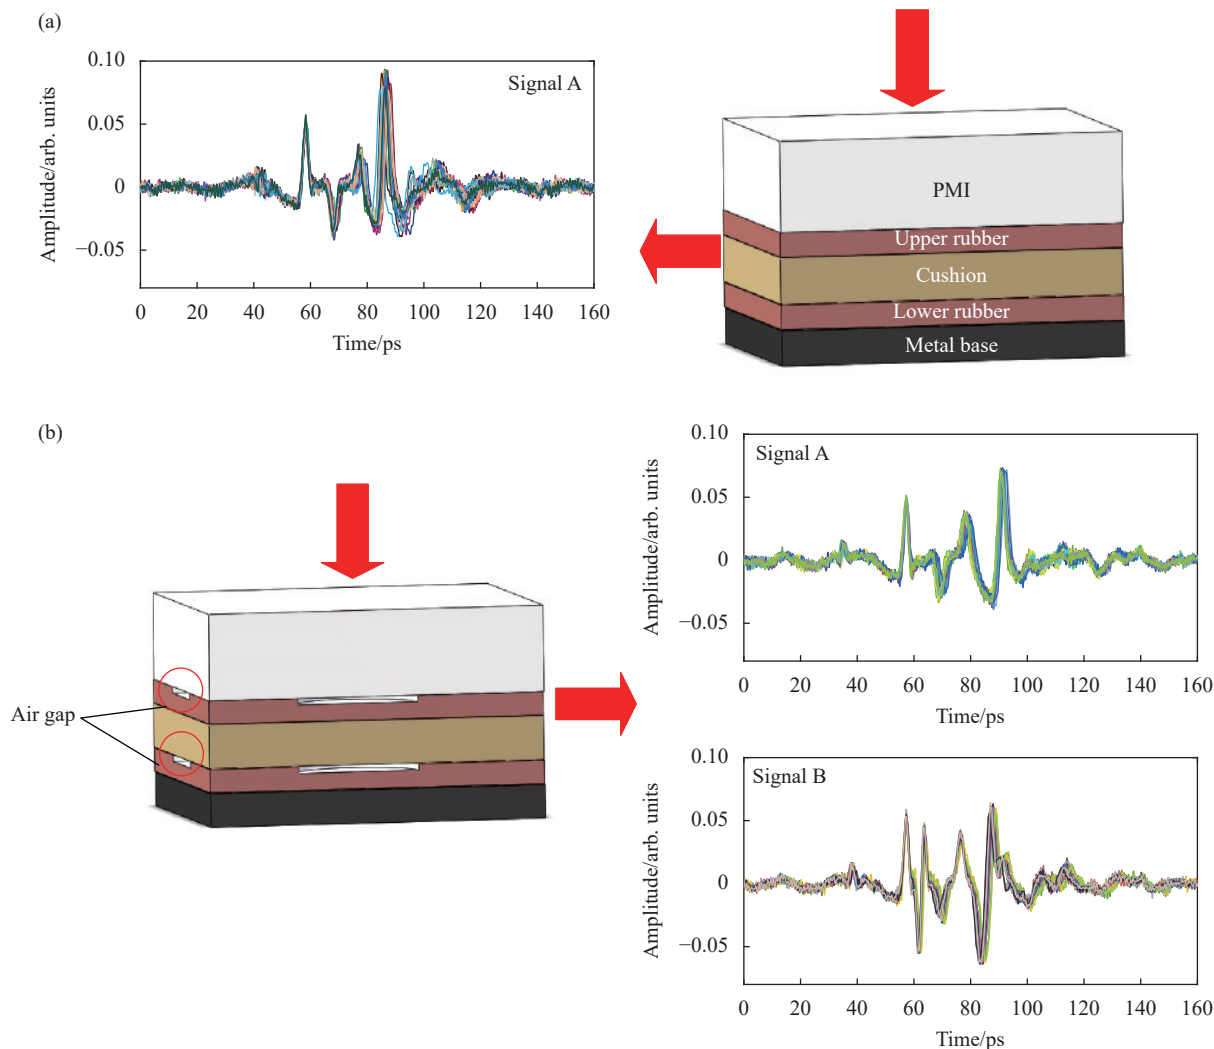 (a)
Signal A
Amplitude/arb. units
0.10
0.05
0
−0.05
0 20 40 60 80 100 120 140 160
Time/ps
PMI
Upper rubber
Cushion
Lower rubber
Metal base
(b)
Air gap
Signal A
Amplitude/arb. units
0.10
0.05
0
−0.05
0 20 40 60 80 100 120 140 160
Time/ps
Signal B
Amplitude/arb. units
0.10
0.05
0
−0.05
0 20 40 60 80 100 120 140 160
Time/ps